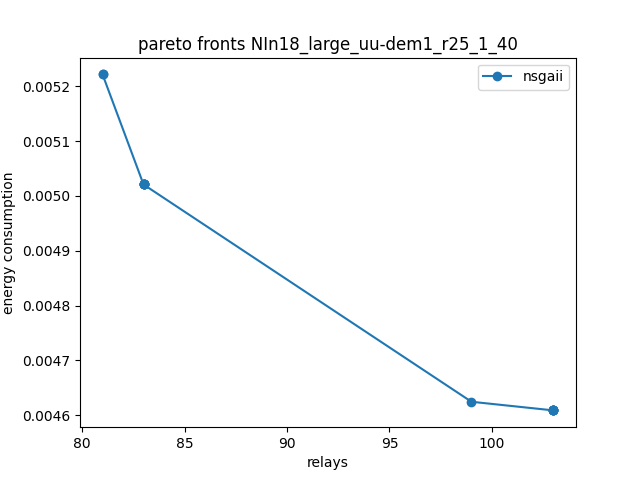 pareto fronts NIn18_large_uu-dem1_r25_1_40
nsgaii
0.0052
0.0051
0.0050
0.0049
0.0048
0.0047
0.0046
energy consumption
80 85 90 95 100
relays